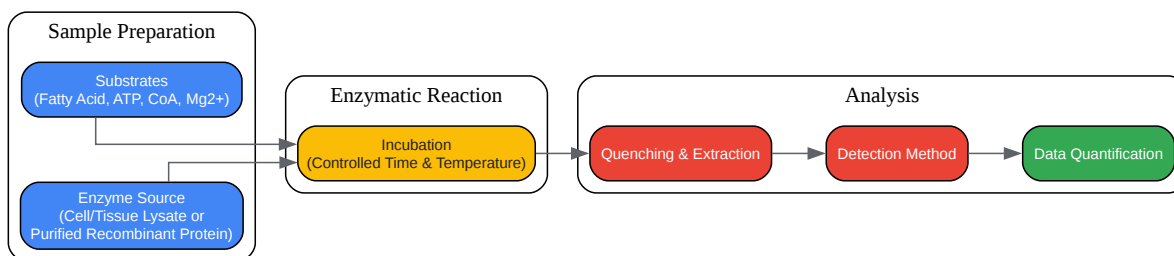 Sample Preparation
Substrates
(Fatty Acid, ATP, CoA, Mg2+)
Enzyme Source
(Cell/Tissue Lysate or
Purified Recombinant Protein)
Enzymatic Reaction
Incubation
(Controlled Time & Temperature)
Analysis
Quenching & Extraction
Detection Method
Data Quantification